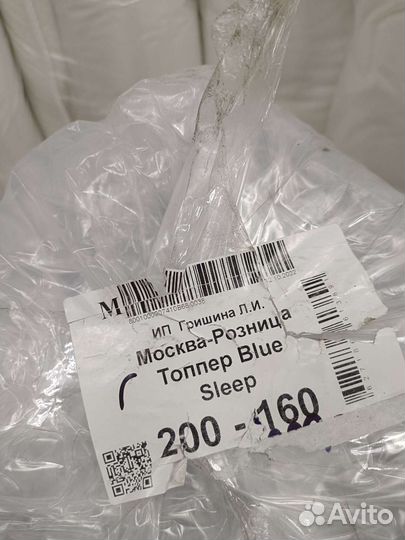 М
ИП Гришина Л.И.
Москва-Розница
Топпер Blue
Sleep
200 - 160
Avito